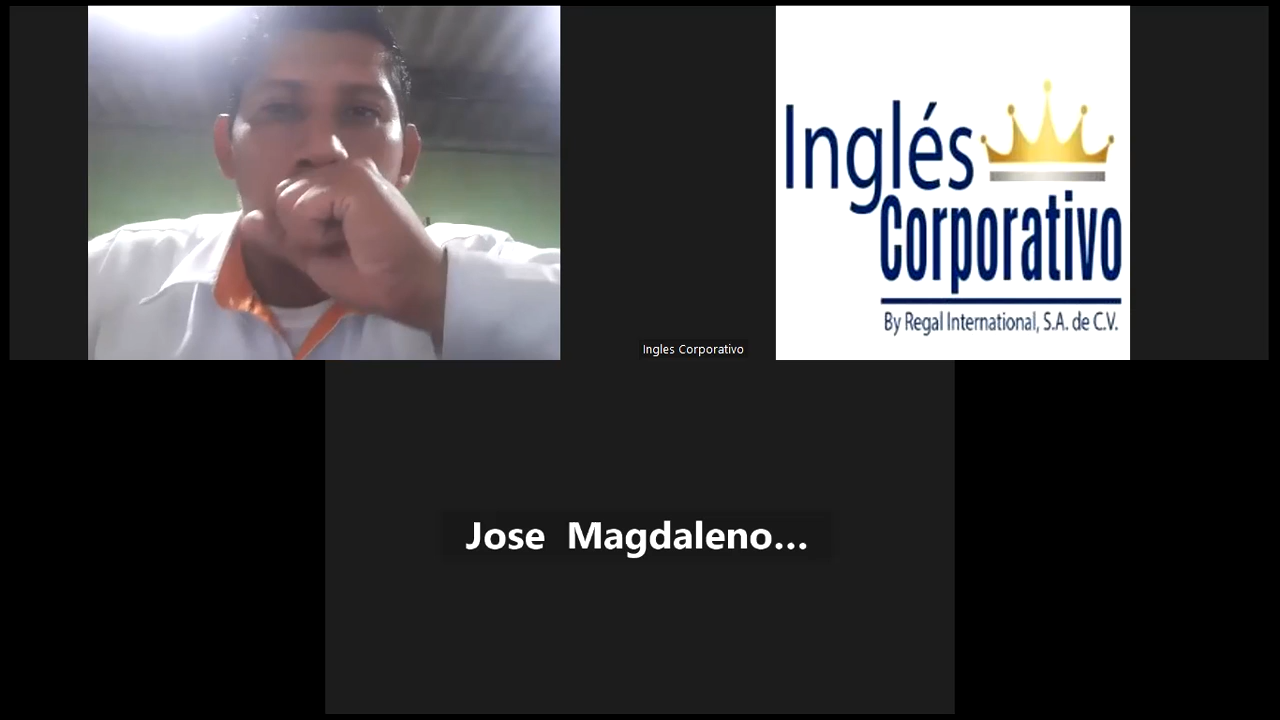 Inglés
Corporativo
By Regal International, S.A. de C.V.
Ingles Corporativo
Jose Magdaleno...